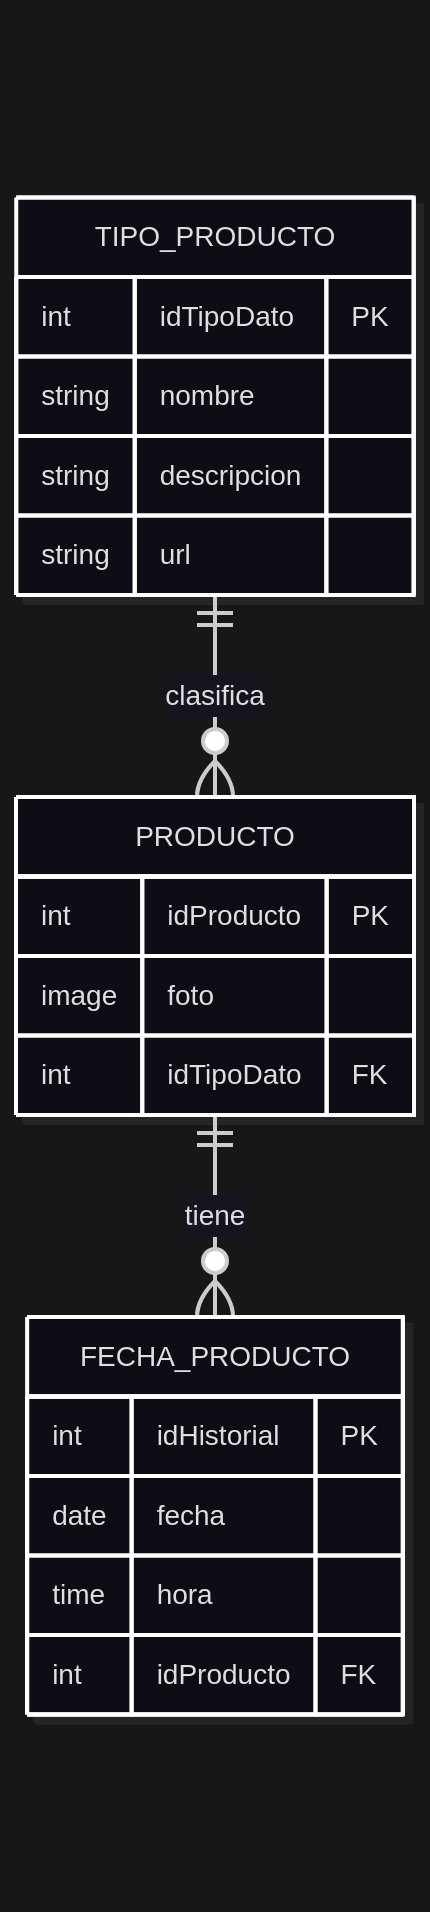 TIPO_PRODUCTO
int idTipoDato PK
string nombre
string descripcion
string url
clasifica
PRODUCTO
int idProducto PK
image foto
int idTipoDato FK
tiene
FECHA_PRODUCTO
int idHistorial PK
date fecha
time hora
int idProducto FK